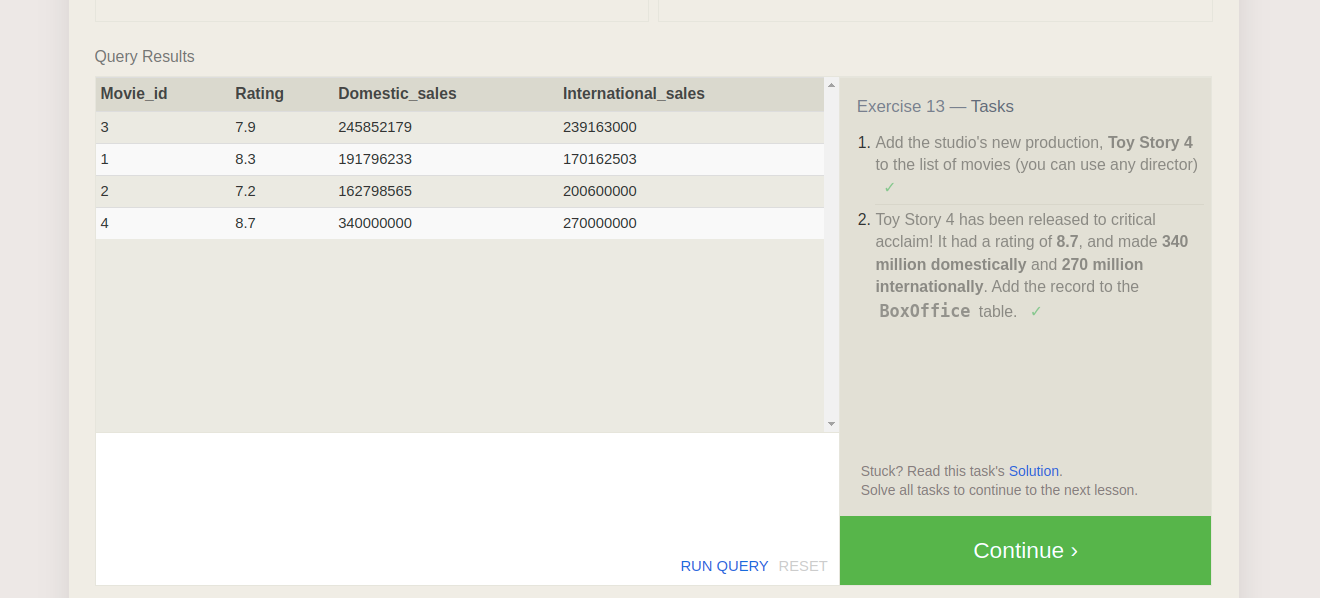 Query Results
Movie_id Rating Domestic_sales International_sales
3 7.9 245852179 239163000
1 8.3 191796233 170162503
2 7.2 162798565 200600000
4 8.7 340000000 270000000
RUN QUERY RESET
Exercise 13 — Tasks
1. Add the studio's new production, Toy Story 4
to the list of movies (you can use any director)
✓
2. Toy Story 4 has been released to critical
acclaim! It had a rating of 8.7, and made 340
million domestically and 270 million
internationally. Add the record to the
BoxOffice table. ✓
Stuck? Read this task's Solution.
Solve all tasks to continue to the next lesson.
Continue ›